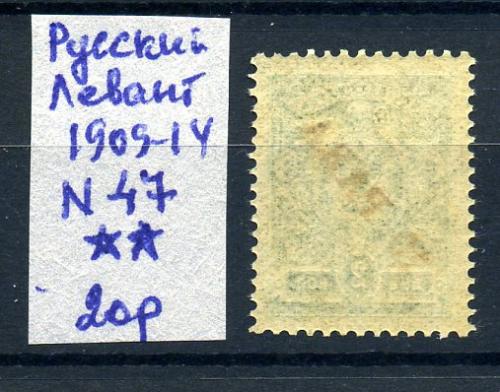 Русский
Левант
1909-14
N 47
**
20р